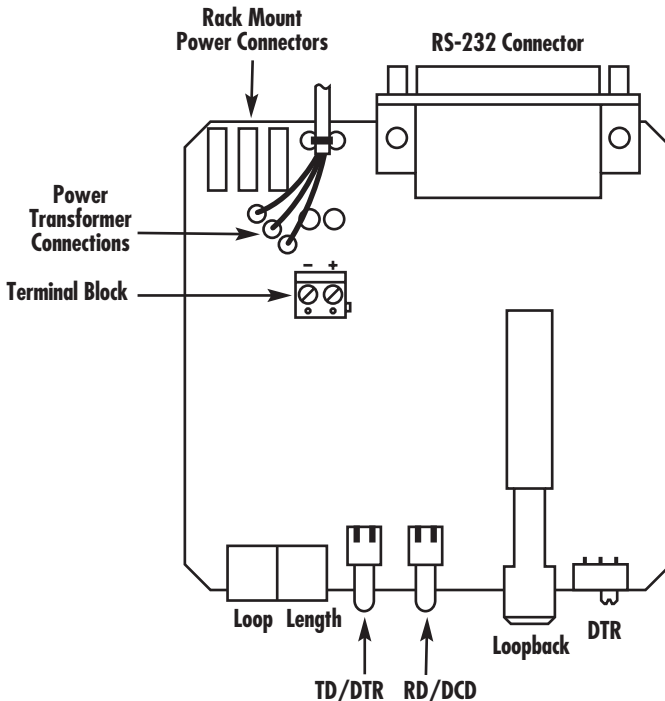 Rack Mount
Power Connectors
RS-232 Connector
Power
Transformer
Connections
− +
Terminal Block
Loop
Length
Loopback
DTR
TD/DTR
RD/DCD